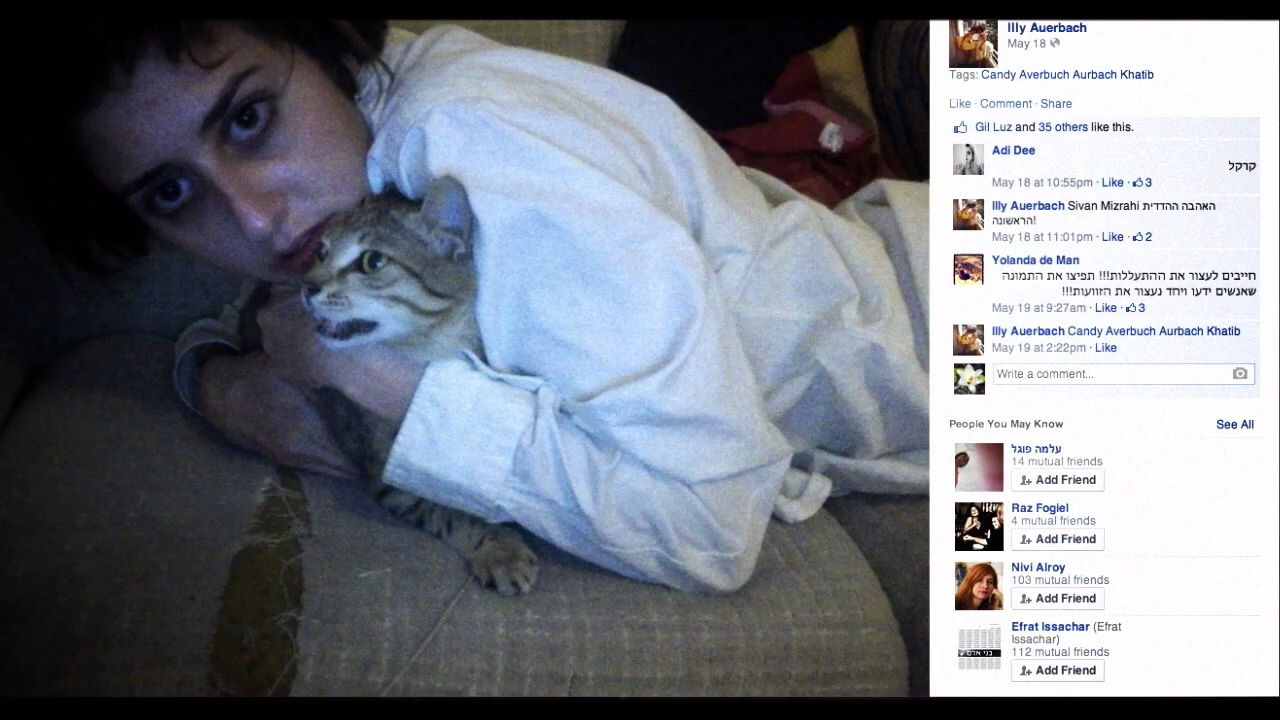 Illy Auerbach
May 18
Tags: Candy Averbuch Aurbach Khatib
Like · Comment · Share
Gil Luz and 35 others like this.
Adi Dee
קרקל
May 18 at 10:55pm · Like · 3
Illy Auerbach Sivan Mizrahi האהבה ההדדית
הראשונה!
May 18 at 11:01pm · Like · 2
Yolanda de Man
חייבים לעצור את ההתעללות!!! תפיצו את התמונה
שאנשים ידעו ויחד נעצור את הזוועות!!!
May 19 at 9:27am · Like · 3
Illy Auerbach Candy Averbuch Aurbach Khatib
May 19 at 2:22pm · Like
Write a comment...
People You May Know See All
עלמה פוגל
14 mutual friends
Add Friend
Raz Fogiel
4 mutual friends
Add Friend
Nivi Alroy
103 mutual friends
Add Friend
Efrat Issachar (Efrat
Issachar)
112 mutual friends
בני אדם
Add Friend